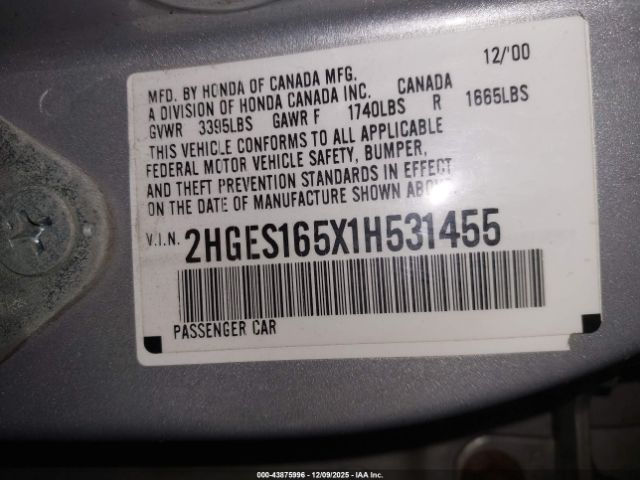 12/'00
MFD. BY HONDA OF CANADA MFG.
A DIVISION OF HONDA CANADA INC. CANADA
GVWR 3395LBS GAWR F 1740LBS R 1665LBS
THIS VEHICLE CONFORMS TO ALL APPLICABLE
FEDERAL MOTOR VEHICLE SAFETY, BUMPER,
AND THEFT PREVENTION STANDARDS IN EFFECT
ON THE DATE OF MANUFACTURE SHOWN ABOVE.
V.I.N. 2HGES165X1H531455
PASSENGER CAR
000-43875996 | 12/09/2025 | IAA Inc.